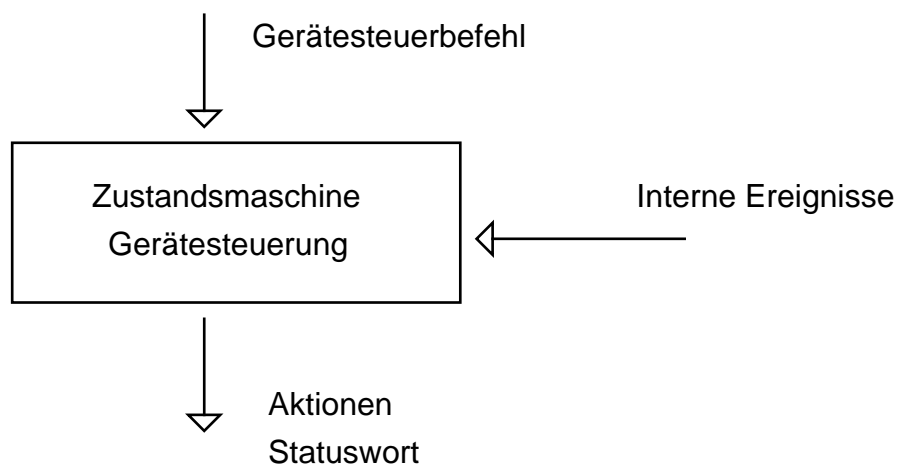 Gerätesteuerbefehl
Zustandsmaschine
Gerätesteuerung
Interne Ereignisse
Aktionen
Statuswort